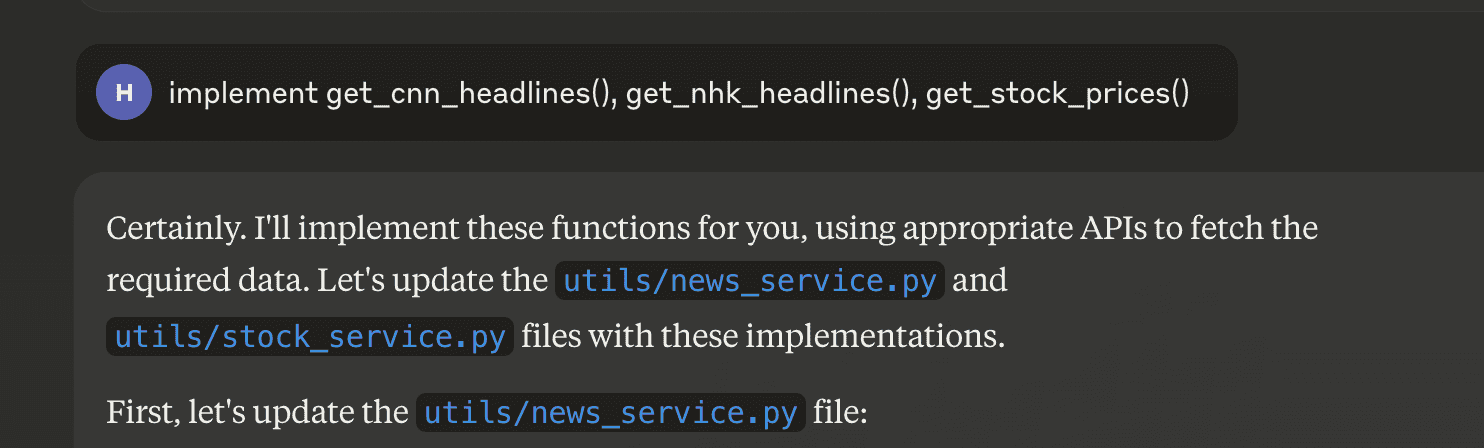 H implement get_cnn_headlines(), get_nhk_headlines(), get_stock_prices()
Certainly. I'll implement these functions for you, using appropriate APIs to fetch the
required data. Let's update the utils/news_service.py and
utils/stock_service.py files with these implementations.
First, let's update the utils/news_service.py file: